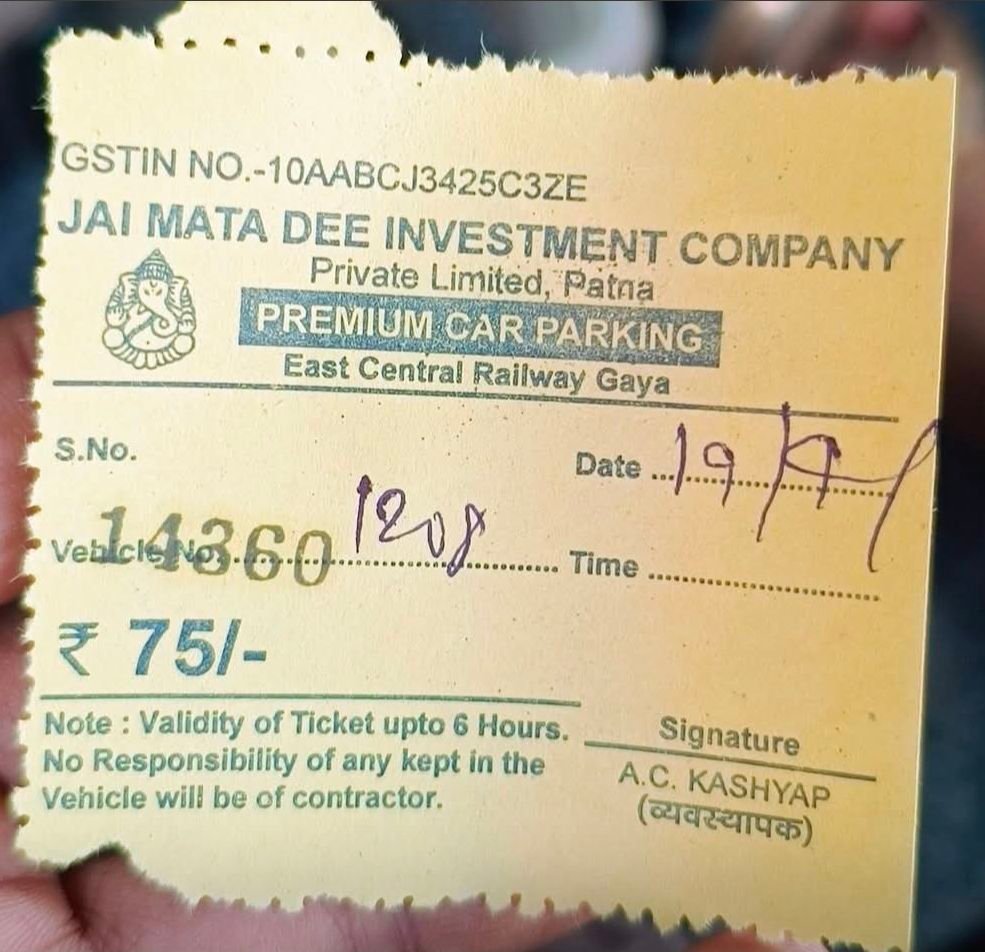 GSTIN NO.-10AABCJ3425C3ZE
JAI MATA DEE INVESTMENT COMPANY
Private Limited, Patna
PREMIUM CAR PARKING
East Central Railway Gaya
S.No.
Date ... 19/
14360
Vehicle No. 1208
Time
₹ 75/-
Note : Validity of Ticket upto 6 Hours.
No Responsibility of any kept in the
Vehicle will be of contractor.
Signature
A.C. KASHYAP
(व्यवस्थापक)